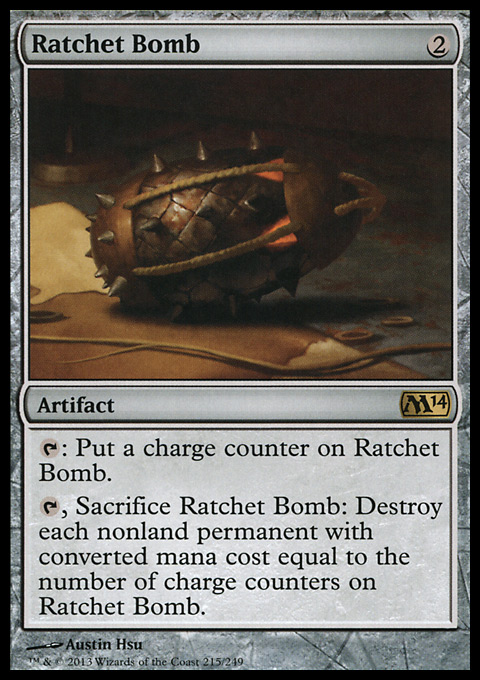 Ratchet Bomb 2
Artifact M14
: Put a charge counter on Ratchet
Bomb.
, Sacrifice Ratchet Bomb: Destroy
each nonland permanent with
converted mana cost equal to the
number of charge counters on
Ratchet Bomb.
Austin Hsu
™ & © 2013 Wizards of the Coast 215/249